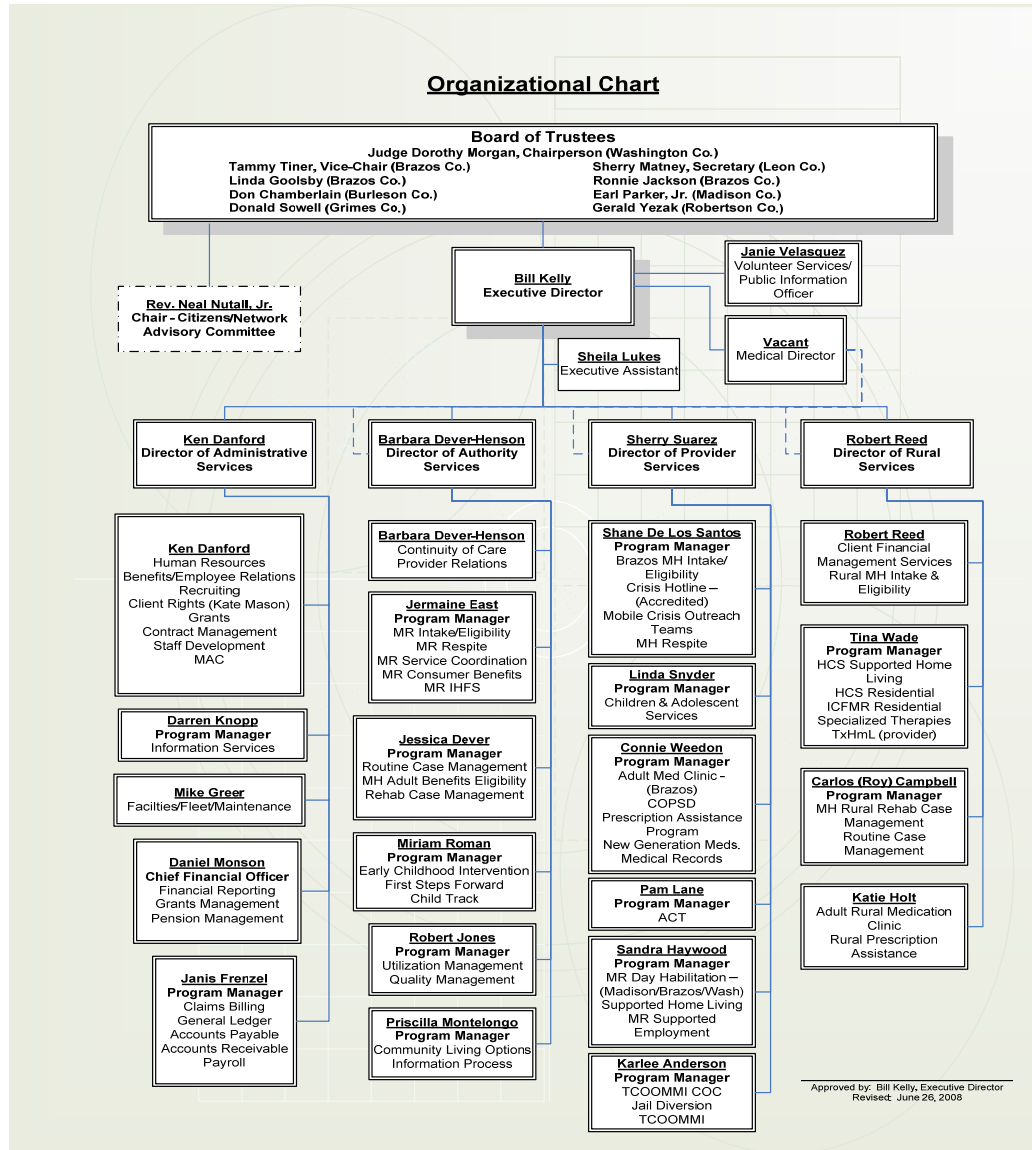 Organizational Chart
Board of Trustees
Judge Dorothy Morgan, Chairperson (Washington Co.)
Tammy Tiner, Vice-Chair (Brazos Co.)
Linda Goolsby (Brazos Co.)
Don Chamberlain (Burleson Co.)
Donald Sowell (Grimes Co.)
Sherry Matney, Secretary (Leon Co.)
Ronnie Jackson (Brazos Co.)
Earl Parker, Jr. (Madison Co.)
Gerald Yezak (Robertson Co.)
Rev. Neal Nutall, Jr.
Chair - Citizens/Network
Advisory Committee
Bill Kelly
Executive Director
Janie Velasquez
Volunteer Services/
Public Information
Officer
Vacant
Medical Director
Sheila Lukes
Executive Assistant
Ken Danford
Director of Administrative
Services
Barbara Dever-Henson
Director of Authority
Services
Sherry Suarez
Director of Provider
Services
Robert Reed
Director of Rural
Services
Ken Danford
Human Resources
Benefits/Employee Relations
Recruiting
Client Rights (Kate Mason)
Grants
Contract Management
Staff Development
MAC
Darren Knopp
Program Manager
Information Services
Mike Greer
Facilties/Fleet/Maintenance
Daniel Monson
Chief Financial Officer
Financial Reporting
Grants Management
Pension Management
Janis Frenzel
Program Manager
Claims Billing
General Ledger
Accounts Payable
Accounts Receivable
Payroll
Barbara Dever-Henson
Continuity of Care
Provider Relations
Jermaine East
Program Manager
MR Intake/Eligibility
MR Respite
MR Service Coordination
MR Consumer Benefits
MR IHFS
Jessica Dever
Program Manager
Routine Case Management
MH Adult Benefits Eligibility
Rehab Case Management
Miriam Roman
Program Manager
Early Childhood Intervention
First Steps Forward
Child Track
Robert Jones
Program Manager
Utilization Management
Quality Management
Priscilla Montelongo
Program Manager
Community Living Options
Information Process
Shane De Los Santos
Program Manager
Brazos MH Intake/
Eligibility
Crisis Hotline –
(Accredited)
Mobile Crisis Outreach
Teams
MH Respite
Linda Snyder
Program Manager
Children & Adolescent
Services
Connie Weedon
Program Manager
Adult Med Clinic -
(Brazos)
COPSD
Prescription Assistance
Program
New Generation Meds.
Medical Records
Pam Lane
Program Manager
ACT
Sandra Haywood
Program Manager
MR Day Habilitation –
(Madison/Brazos/Wash)
Supported Home Living
MR Supported
Employment
Karlee Anderson
Program Manager
TCOOMMI COC
Jail Diversion
TCOOMMI
Robert Reed
Client Financial
Management Services
Rural MH Intake &
Eligibility
Tina Wade
Program Manager
HCS Supported Home
Living
HCS Residential
ICFMR Residential
Specialized Therapies
TxHmL (provider)
Carlos (Roy) Campbell
Program Manager
MH Rural Rehab Case
Management
Routine Case
Management
Katie Holt
Adult Rural Medication
Clinic
Rural Prescription
Assistance
Approved by: Bill Kelly, Executive Director
Revised: June 26, 2008